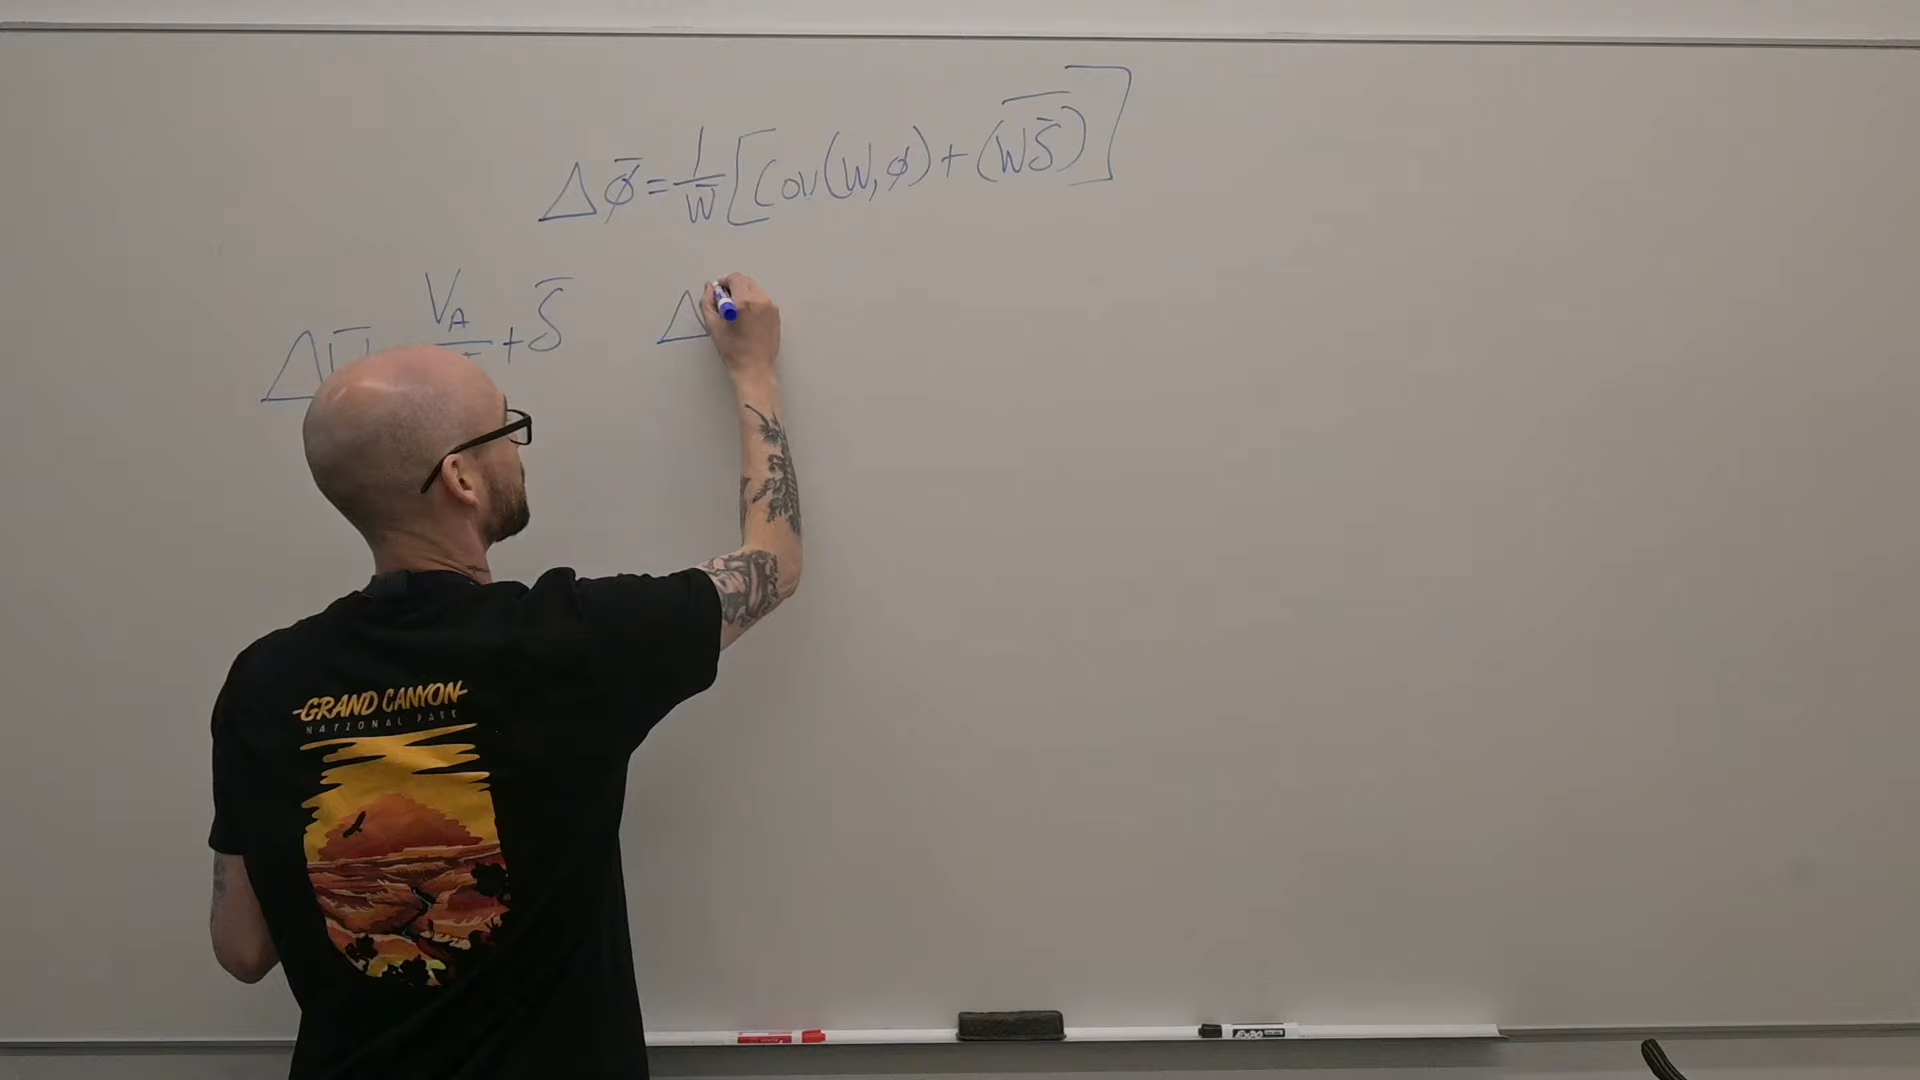 Δφ̄ = 1/W̄ [Cov(W,φ) + (W̄δ̄)]
Δ V_A + δ̄
Δ
GRAND CANYON
NATIONAL PARK